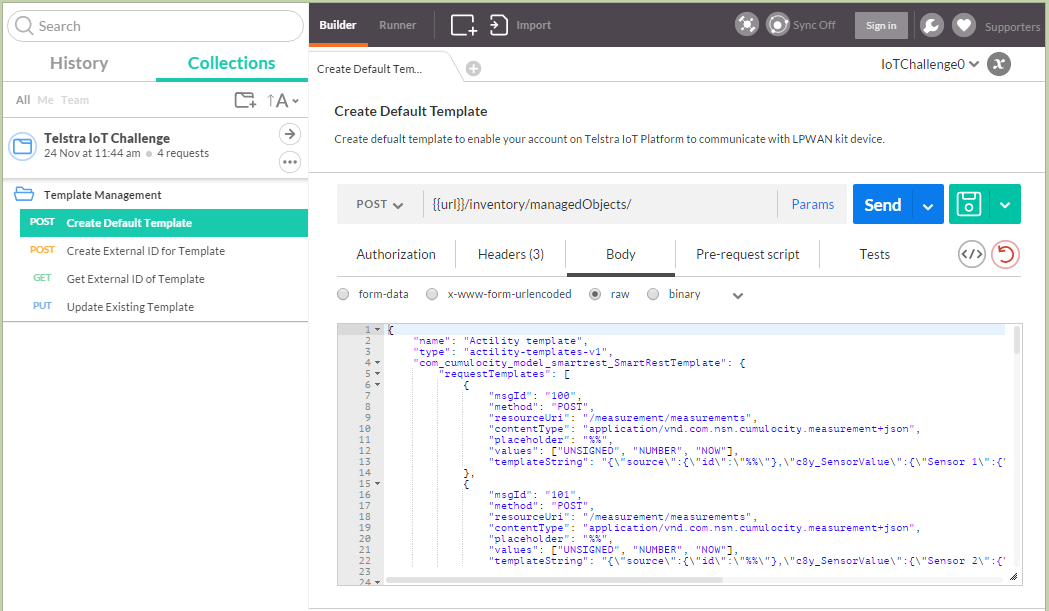 Search
Builder
Runner
Import
Sync Off
Sign in
Supporters
History
Collections
Create Default Tem...
IoTChallenge0
All Me Team
↑A
Telstra IoT Challenge
24 Nov at 11:44 am ● 4 requests
Template Management
POST Create Default Template
POST Create External ID for Template
GET Get External ID of Template
PUT Update Existing Template
Create Default Template
Create defualt template to enable your account on Telstra IoT Platform to communicate with LPWAN kit device.
POST {{url}}/inventory/managedObjects/ Params Send
Authorization Headers (3) Body Pre-request script Tests </>
form-data x-www-form-urlencoded raw binary
1 {
2 "name": "Actility template",
3 "type": "actility-templates-v1",
4 "com_cumulocity_model_smartrest_SmartRestTemplate": {
5 "requestTemplates": [
6 {
7 "msgId": "100",
8 "method": "POST",
9 "resourceUri": "/measurement/measurements",
10 "contentType": "application/vnd.com.nsn.cumulocity.measurement+json",
11 "placeholder": "%%",
12 "values": ["UNSIGNED", "NUMBER", "NOW"],
13 "templateString": "{\"source\":{\"id\":\"%%\"},\"c8y_SensorValue\":{\"Sensor 1\":{"
14 },
15 {
16 "msgId": "101",
17 "method": "POST",
18 "resourceUri": "/measurement/measurements",
19 "contentType": "application/vnd.com.nsn.cumulocity.measurement+json",
20 "placeholder": "%%",
21 "values": ["UNSIGNED", "NUMBER", "NOW"],
22 "templateString": "{\"source\":{\"id\":\"%%\"},\"c8y_SensorValue\":{\"Sensor 2\":{"
23
24